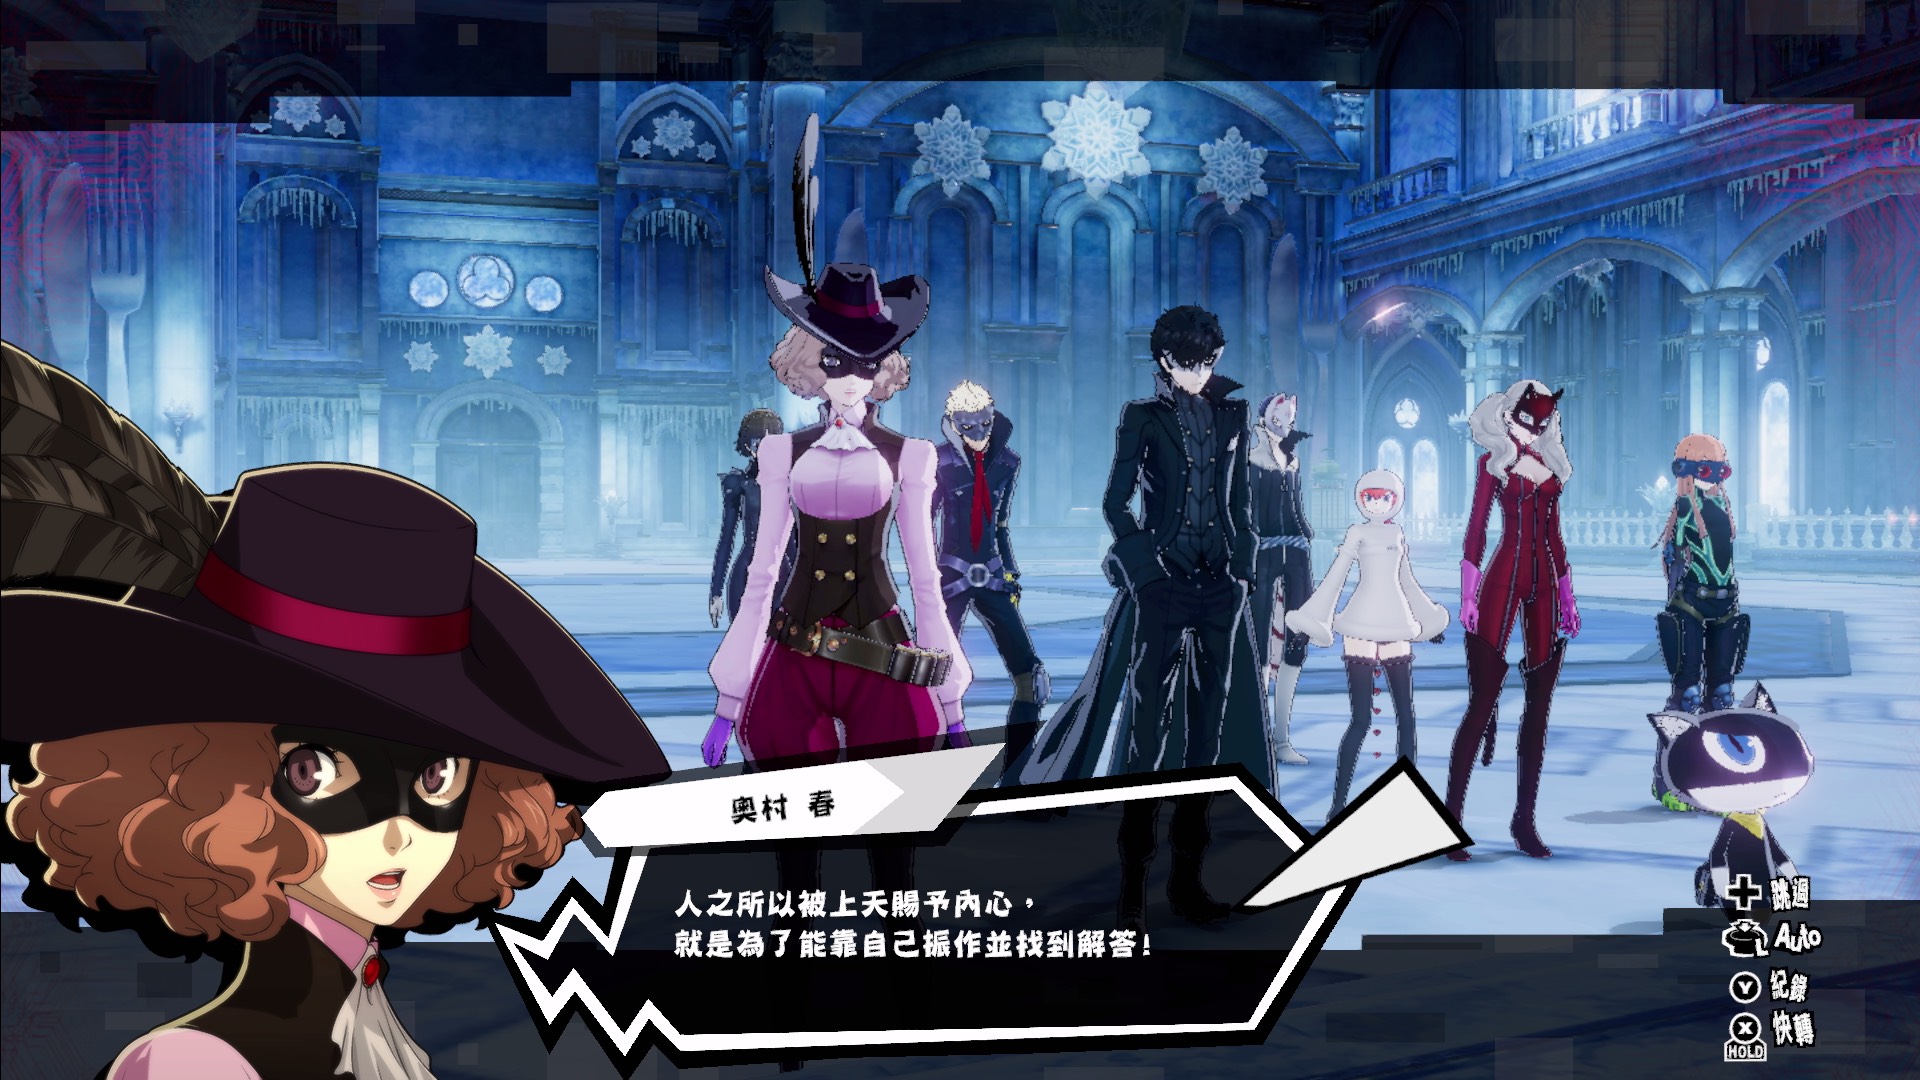 奧村 春
人之所以被上天賜予內心，
就是為了能靠自己振作並找到解答！
跳過
L Auto
Y 紀錄
X 快轉
HOLD